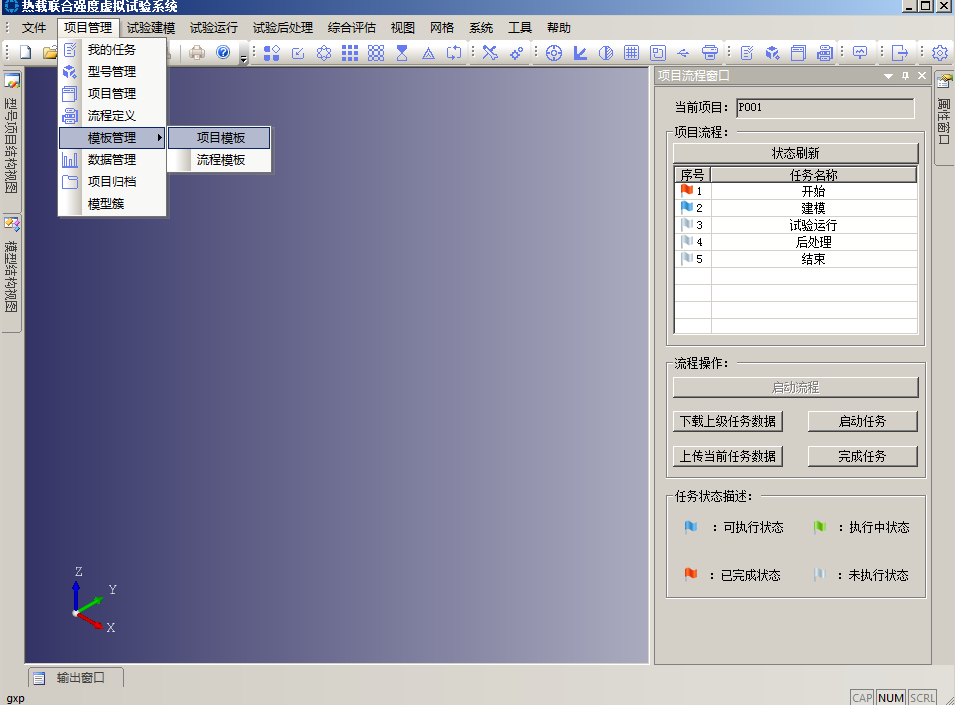 热载联合强度虚拟试验系统
文件 项目管理 试验建模 试验运行 试验后处理 综合评估 视图 网格 系统 工具 帮助
我的任务
型号管理
项目管理
流程定义
模板管理
数据管理
项目归档
模型簇
项目模板
流程模板
型号项目结构视图
模型结构视图
Z
Y
X
项目流程窗口
当前项目: P001
项目流程:
状态刷新
序号 任务名称
1 开始
2 建模
3 试验运行
4 后处理
5 结束
流程操作:
启动流程
下载上级任务数据 启动任务
上传当前任务数据 完成任务
任务状态描述:
:可执行状态 :执行中状态
:已完成状态 :未执行状态
属性窗口
输出窗口
gxp
CAP NUM SCRL